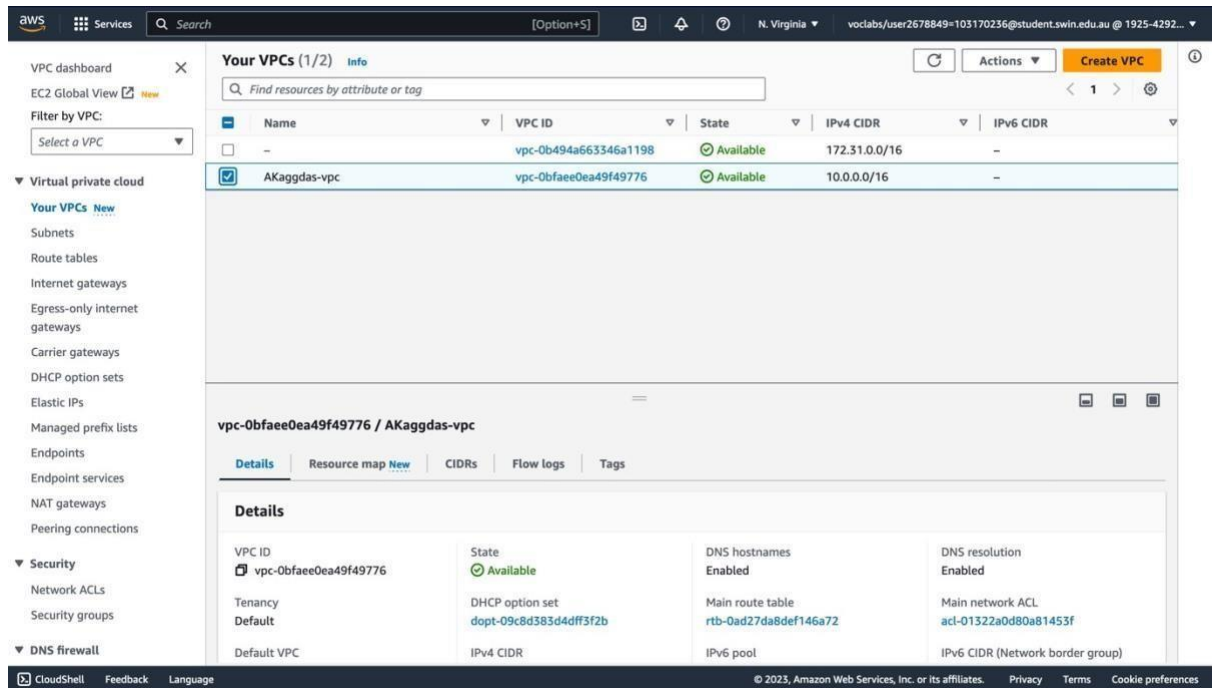 aws Services Search [Option+S] N. Virginia voclabs/user2678849=103170236@student.swin.edu.au @ 1925-4292...
VPC dashboard
EC2 Global View New
Filter by VPC:
Select a VPC
Virtual private cloud
Your VPCs New
Subnets
Route tables
Internet gateways
Egress-only internet
gateways
Carrier gateways
DHCP option sets
Elastic IPs
Managed prefix lists
Endpoints
Endpoint services
NAT gateways
Peering connections
Security
Network ACLs
Security groups
DNS firewall
Your VPCs (1/2) Info
Actions Create VPC
Find resources by attribute or tag
1
Name VPC ID State IPv4 CIDR IPv6 CIDR
– vpc-0b494a663346a1198 Available 172.31.0.0/16 –
AKaggdas-vpc vpc-0bfaee0ea49f49776 Available 10.0.0.0/16 –
vpc-0bfaee0ea49f49776 / AKaggdas-vpc
Details Resource map New CIDRs Flow logs Tags
Details
VPC ID State DNS hostnames DNS resolution
vpc-0bfaee0ea49f49776 Available Enabled Enabled
Tenancy DHCP option set Main route table Main network ACL
Default dopt-09c8d383d4dff3f2b rtb-0ad27da8def146a72 acl-01322a0d80a81453f
Default VPC IPv4 CIDR IPv6 pool IPv6 CIDR (Network border group)
CloudShell Feedback Language © 2023, Amazon Web Services, Inc. or its affiliates. Privacy Terms Cookie preferences